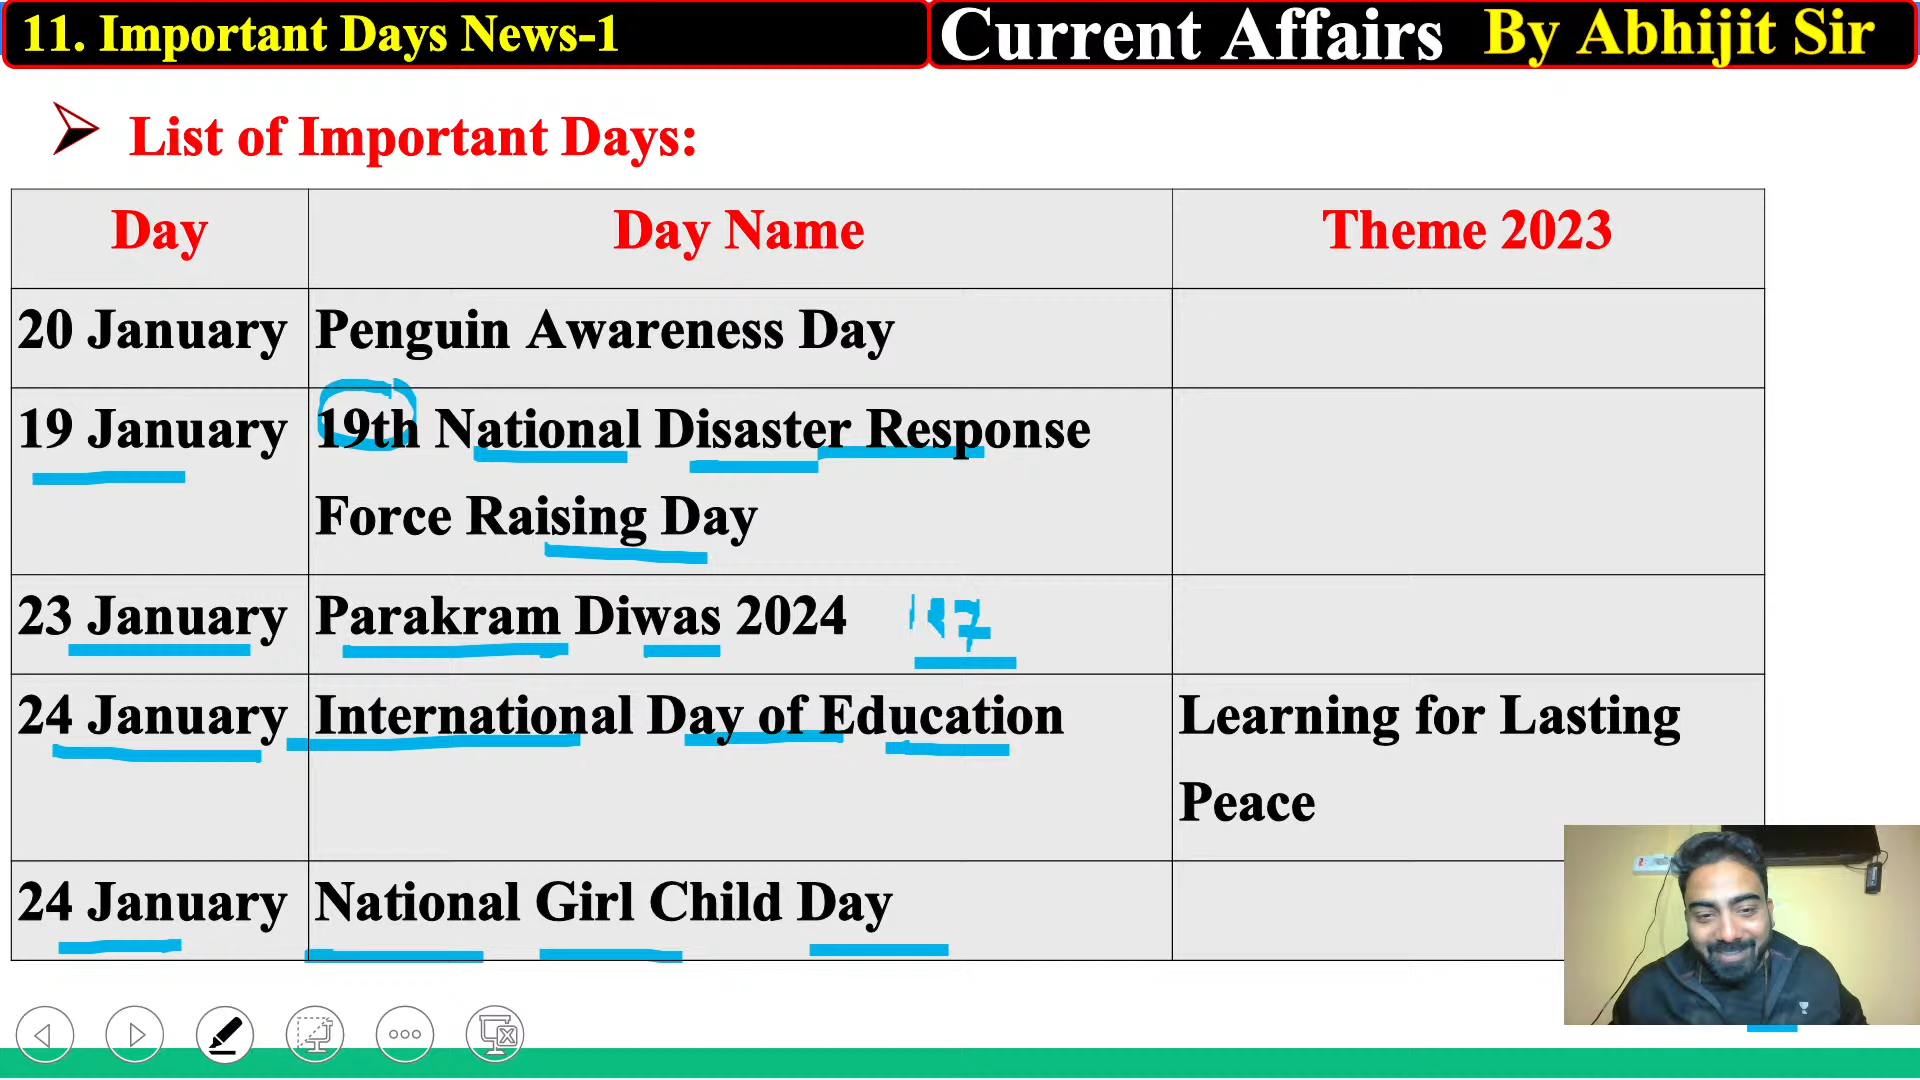 11. Important Days News-1
Current Affairs By Abhijit Sir
List of Important Days:
Day Day Name Theme 2023
20 January Penguin Awareness Day
19 January 19th National Disaster Response
Force Raising Day
23 January Parakram Diwas 2024
24 January International Day of Education Learning for Lasting
Peace
24 January National Girl Child Day